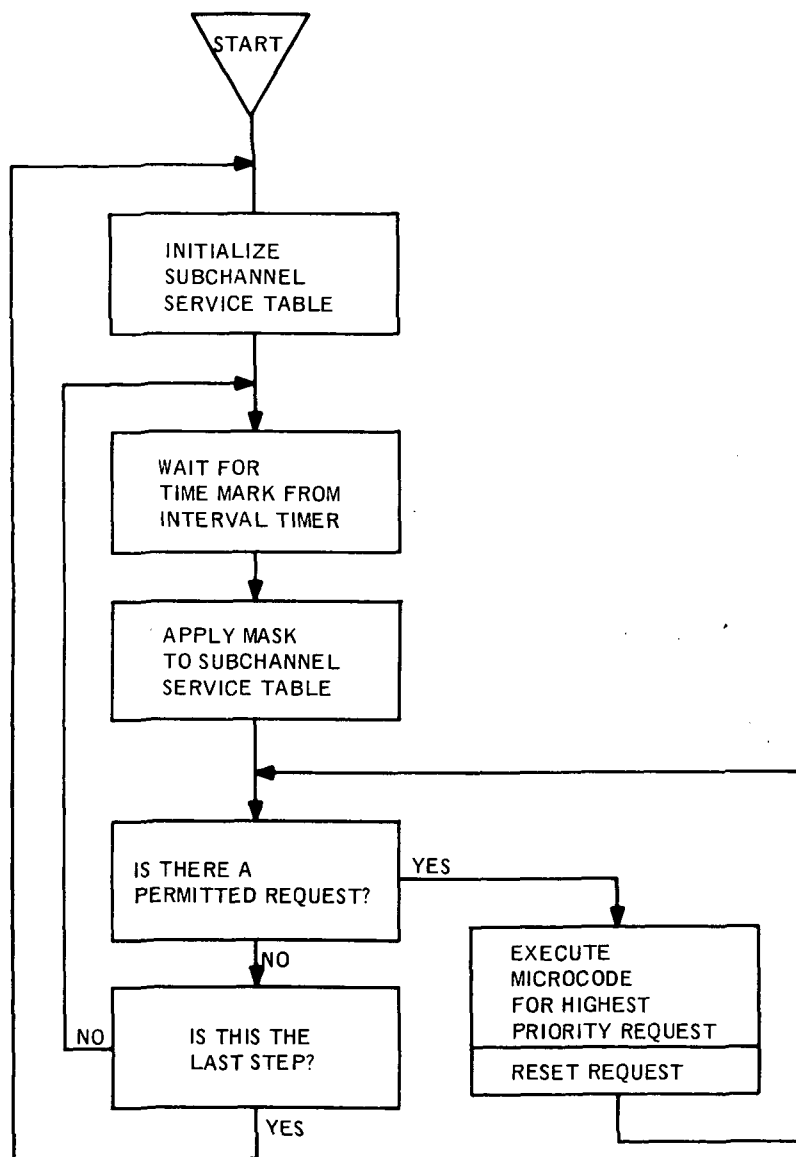 START
INITIALIZE
SUBCHANNEL
SERVICE TABLE
WAIT FOR
TIME MARK FROM
INTERVAL TIMER
APPLY MASK
TO SUBCHANNEL
SERVICE TABLE
IS THERE A
PERMITTED REQUEST?
YES
NO
EXECUTE
MICROCODE
FOR HIGHEST
PRIORITY REQUEST
RESET REQUEST
IS THIS THE
LAST STEP?
NO
YES